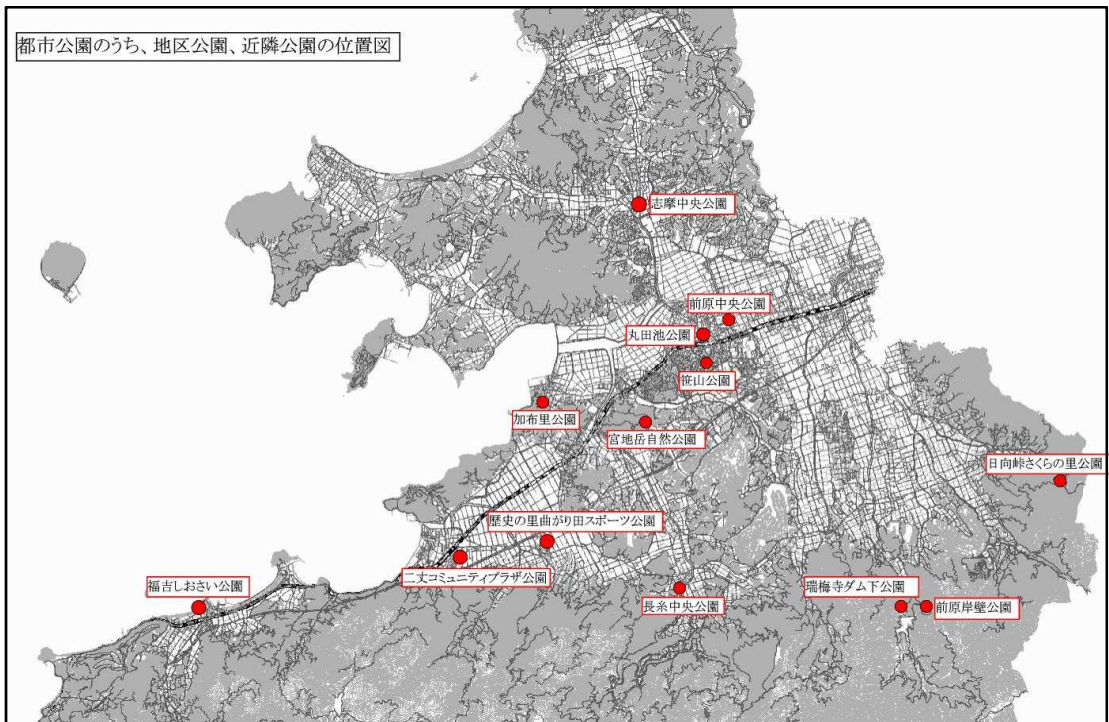 都市公園のうち、地区公園、近隣公園の位置図
志摩中央公園
前原中央公園
丸田池公園
笹山公園
加布里公園
宮地岳自然公園
日向峠さくらの里公園
歴史の里曲がり田スポーツ公園
二丈コミュニティプラザ公園
福吉しおさい公園
長糸中央公園
瑞梅寺ダム下公園
前原岸壁公園